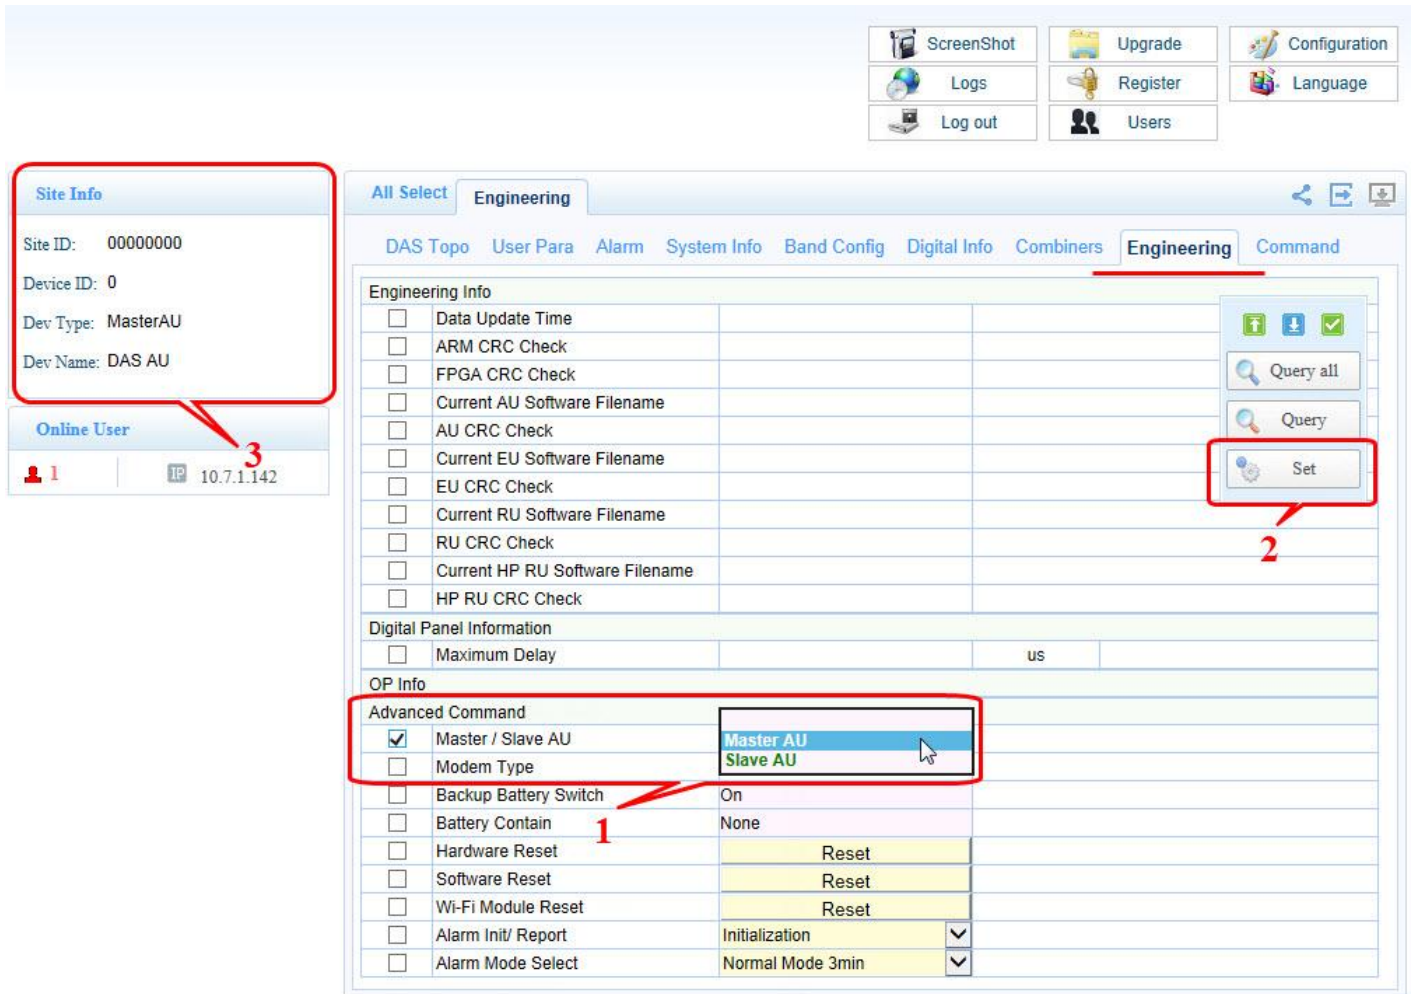 ScreenShot Upgrade Configuration
Logs Register Language
Log out Users
Site Info
Site ID: 00000000
Device ID: 0
Dev Type: MasterAU
Dev Name: DAS AU
3
Online User
1 IP 10.7.1.142
All Select Engineering
DAS Topo User Para Alarm System Info Band Config Digital Info Combiners Engineering Command
Engineering Info
Data Update Time
ARM CRC Check
FPGA CRC Check
Current AU Software Filename
AU CRC Check
Current EU Software Filename
EU CRC Check
Current RU Software Filename
RU CRC Check
Current HP RU Software Filename
HP RU CRC Check
Query all
Query
Set
2
Digital Panel Information
Maximum Delay us
OP Info
Advanced Command
Master / Slave AU Master AU
Slave AU
Modem Type
Backup Battery Switch On
Battery Contain None
1
Hardware Reset Reset
Software Reset Reset
Wi-Fi Module Reset Reset
Alarm Init/ Report Initialization
Alarm Mode Select Normal Mode 3min